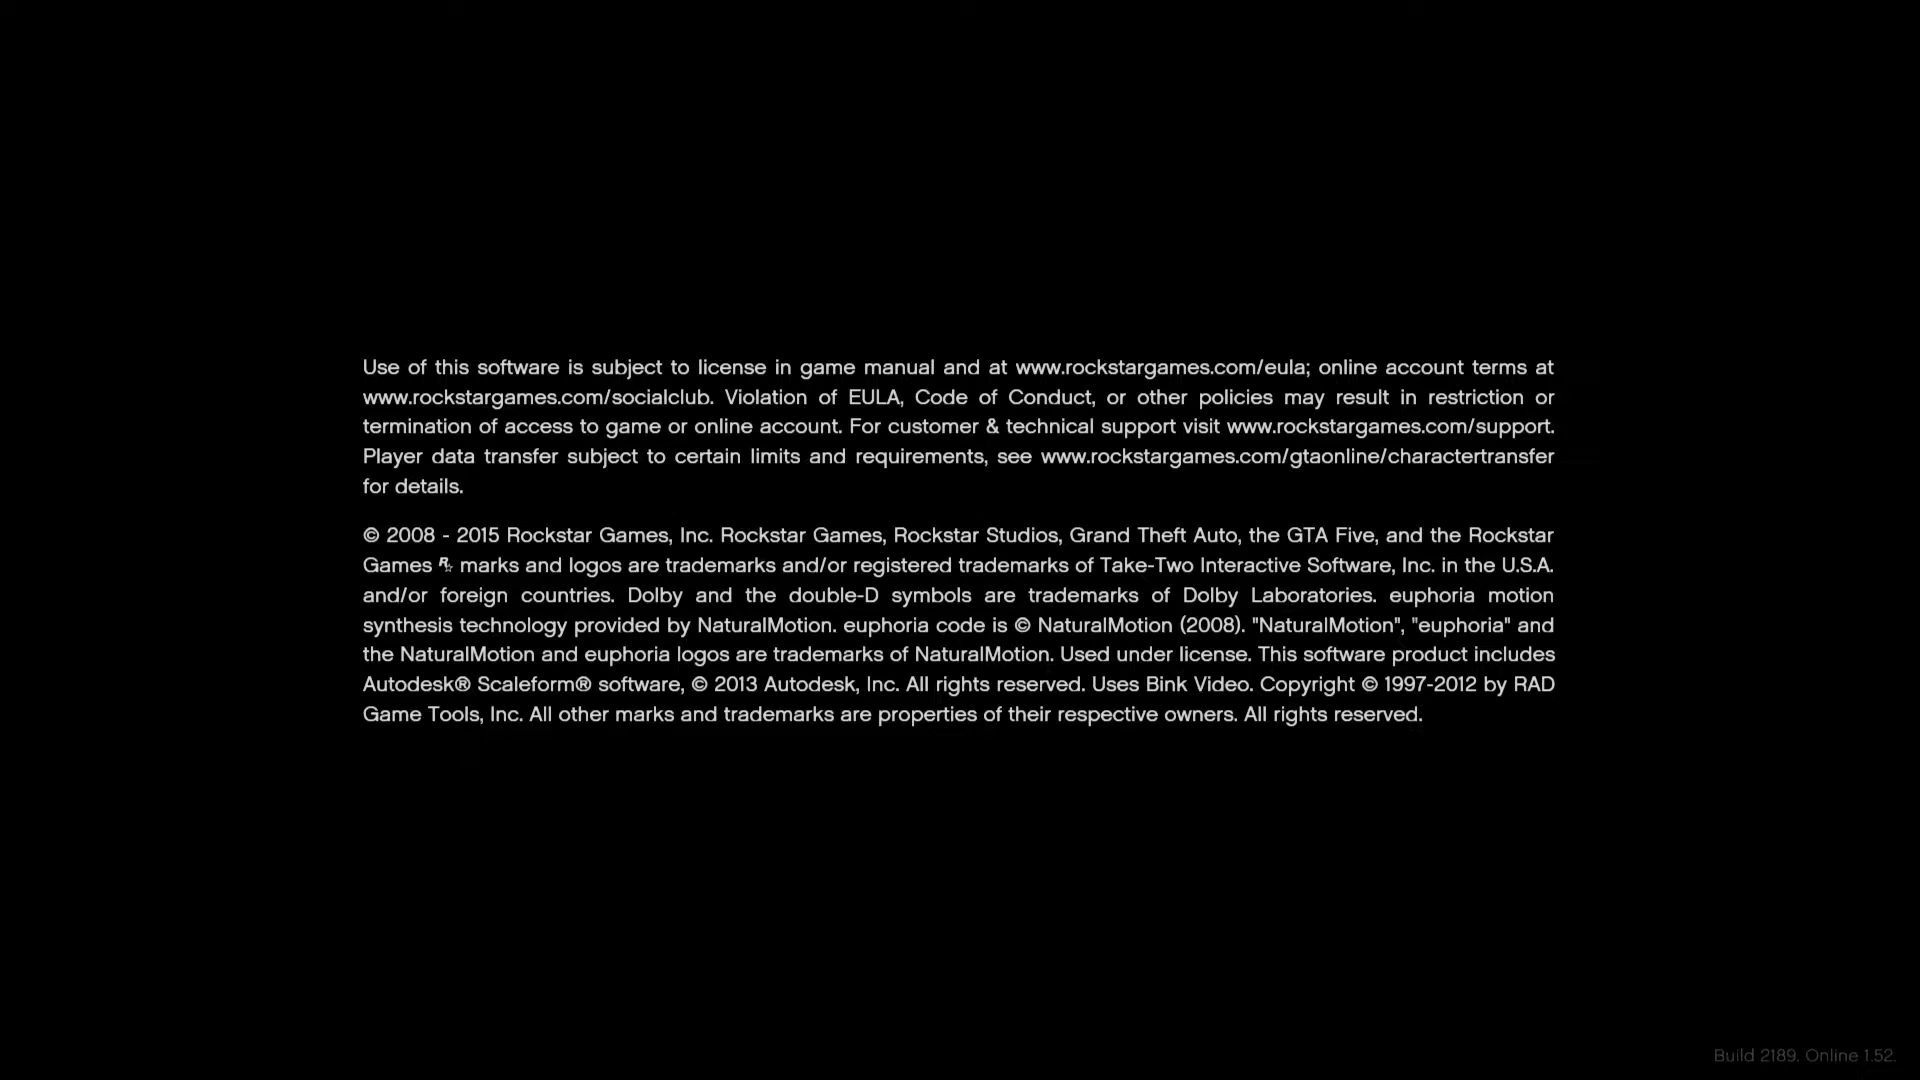 Use of this software is subject to license in game manual and at www.rockstargames.com/eula; online account terms at
www.rockstargames.com/socialclub. Violation of EULA, Code of Conduct, or other policies may result in restriction or
termination of access to game or online account. For customer & technical support visit www.rockstargames.com/support.
Player data transfer subject to certain limits and requirements, see www.rockstargames.com/gtaonline/charactertransfer
for details.
© 2008 - 2015 Rockstar Games, Inc. Rockstar Games, Rockstar Studios, Grand Theft Auto, the GTA Five, and the Rockstar
Games R☆ marks and logos are trademarks and/or registered trademarks of Take-Two Interactive Software, Inc. in the U.S.A.
and/or foreign countries. Dolby and the double-D symbols are trademarks of Dolby Laboratories. euphoria motion
synthesis technology provided by NaturalMotion. euphoria code is © NaturalMotion (2008). "NaturalMotion", "euphoria" and
the NaturalMotion and euphoria logos are trademarks of NaturalMotion. Used under license. This software product includes
Autodesk® Scaleform® software, © 2013 Autodesk, Inc. All rights reserved. Uses Bink Video. Copyright © 1997-2012 by RAD
Game Tools, Inc. All other marks and trademarks are properties of their respective owners. All rights reserved.
Build 2189. Online 1.52.